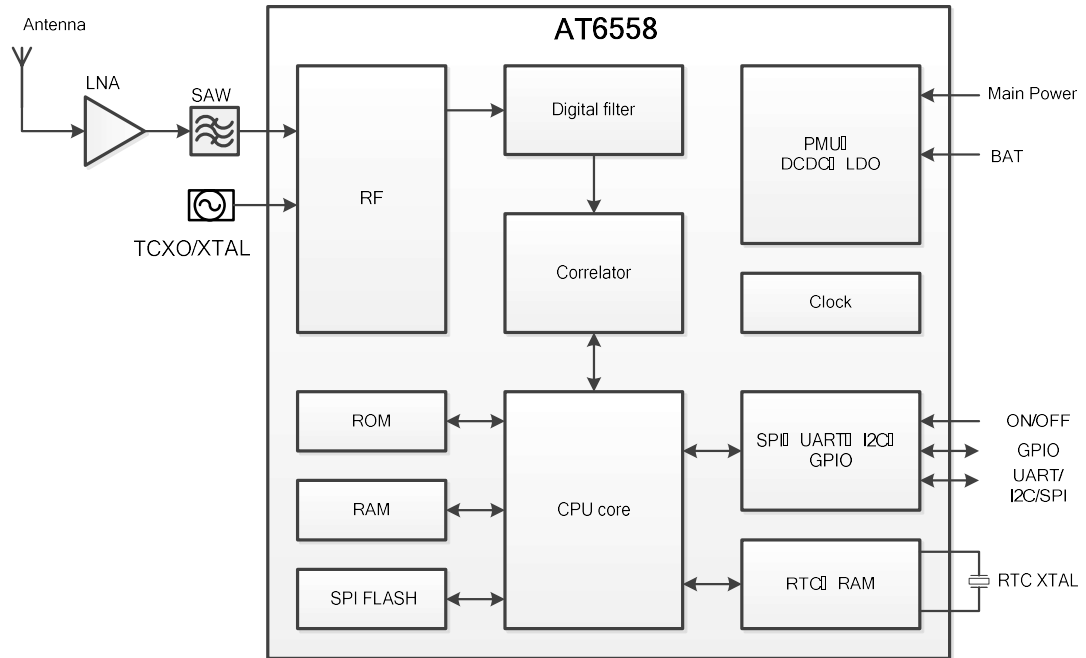 Antenna
AT6558
LNA
SAW
RF
Digital filter
PMU
DCDC LDO
Main Power
BAT
TCXO/XTAL
Correlator
Clock
ROM
RAM
SPI FLASH
CPU core
SPI UART I2C
GPIO
ON/OFF
GPIO
UART/
I2C/SPI
RTC RAM
RTC XTAL